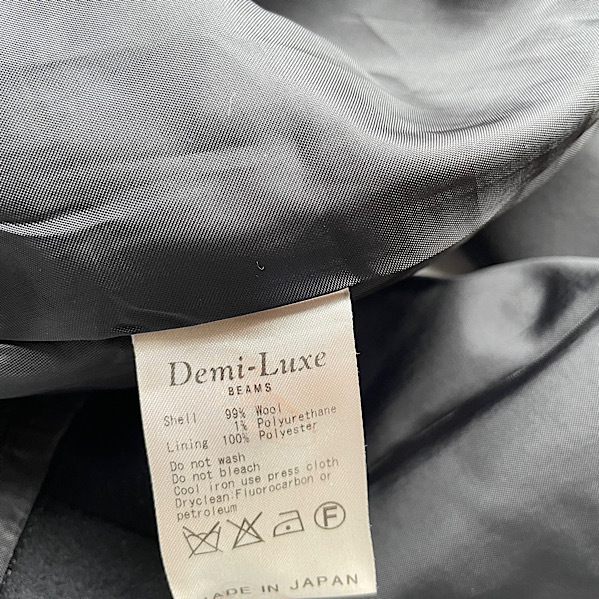 Demi-Luxe
BEAMS
Shell 99% Wool
1% Polyurethane
Lining 100% Polyester
Do not wash
Do not bleach
Cool iron use press cloth
Dryclean:Fluorocarbon or
petroleum
F
MADE IN JAPAN